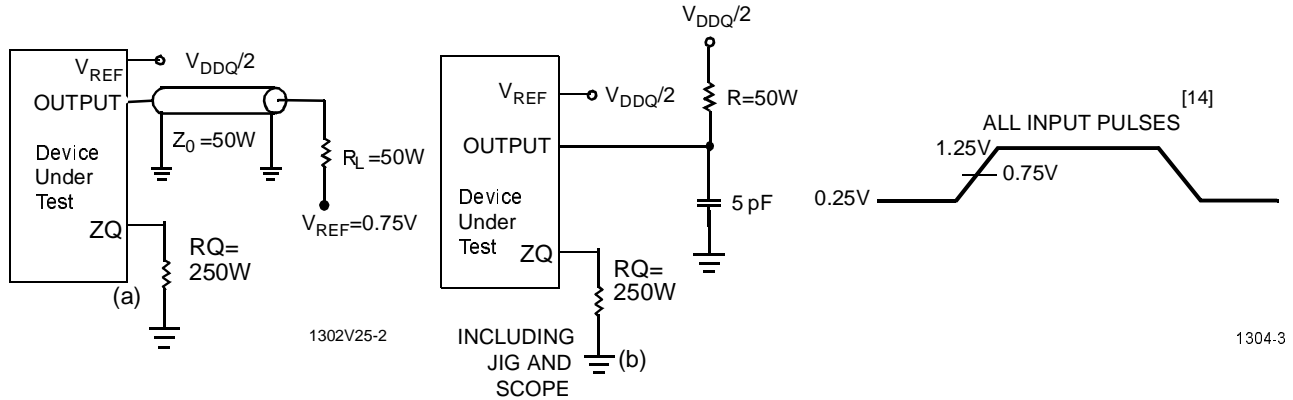 V_REF
V_DDQ/2
OUTPUT
Z_0 =50W
Device
Under
Test
R_L =50W
V_REF=0.75V
ZQ
RQ=
250W
(a)
1302V25-2
V_DDQ/2
R=50W
V_REF
V_DDQ/2
OUTPUT
Device
Under
Test
5 pF
ZQ
RQ=
250W
INCLUDING
JIG AND
SCOPE
(b)
[14]
ALL INPUT PULSES
1.25V
0.75V
0.25V
1304-3